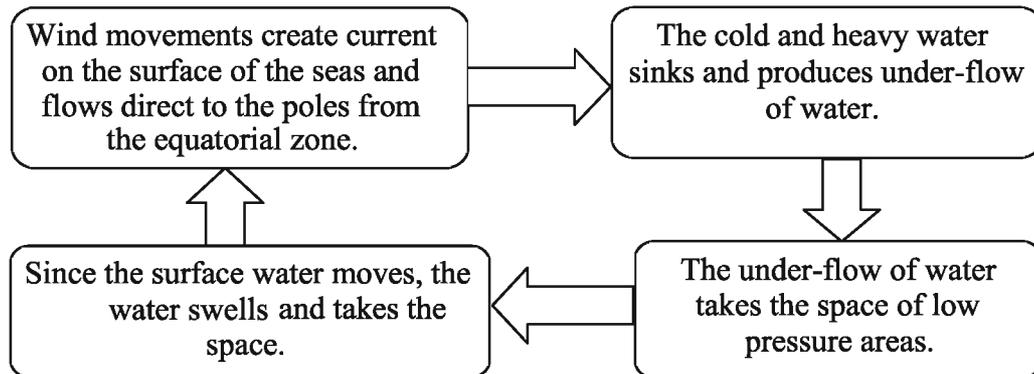 Wind movements create current
on the surface of the seas and
flows direct to the poles from
the equatorial zone.
The cold and heavy water
sinks and produces under-flow
of water.
The under-flow of water
takes the space of low
pressure areas.
Since the surface water moves, the
water swells and takes the
space.